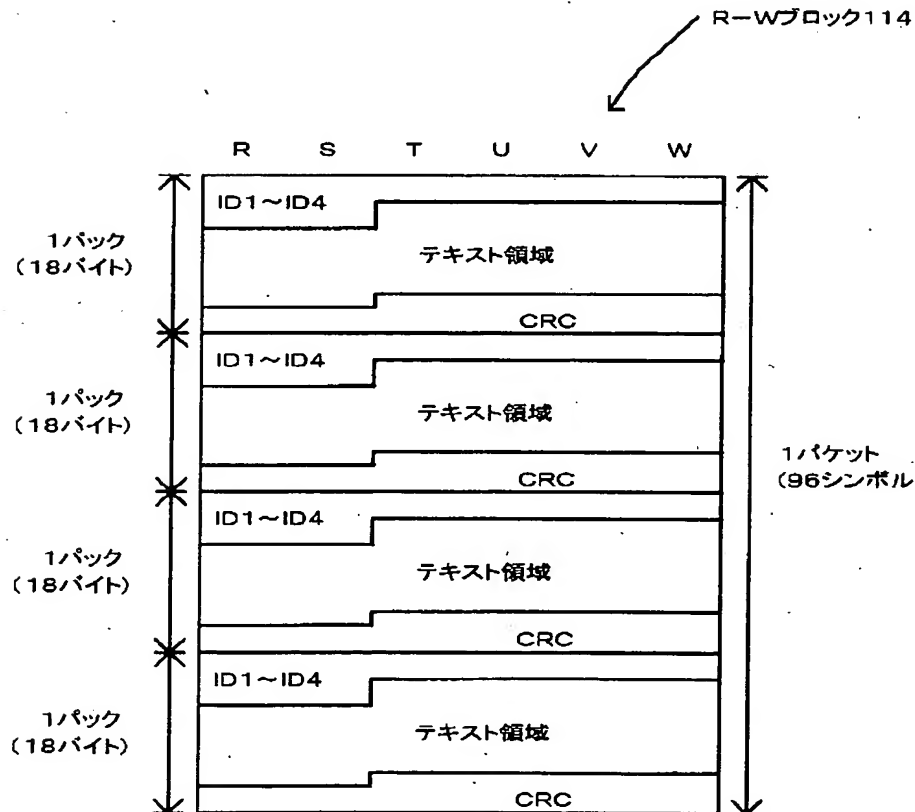 R-Wブロック114
R S T U V W
ID1～ID4
1パック
(18バイト)
テキスト領域
CRC
ID1～ID4
1パック
(18バイト)
テキスト領域
CRC
1パケット
(96シンボル
ID1～ID4
1パック
(18バイト)
テキスト領域
CRC
ID1～ID4
1パック
(18バイト)
テキスト領域
CRC